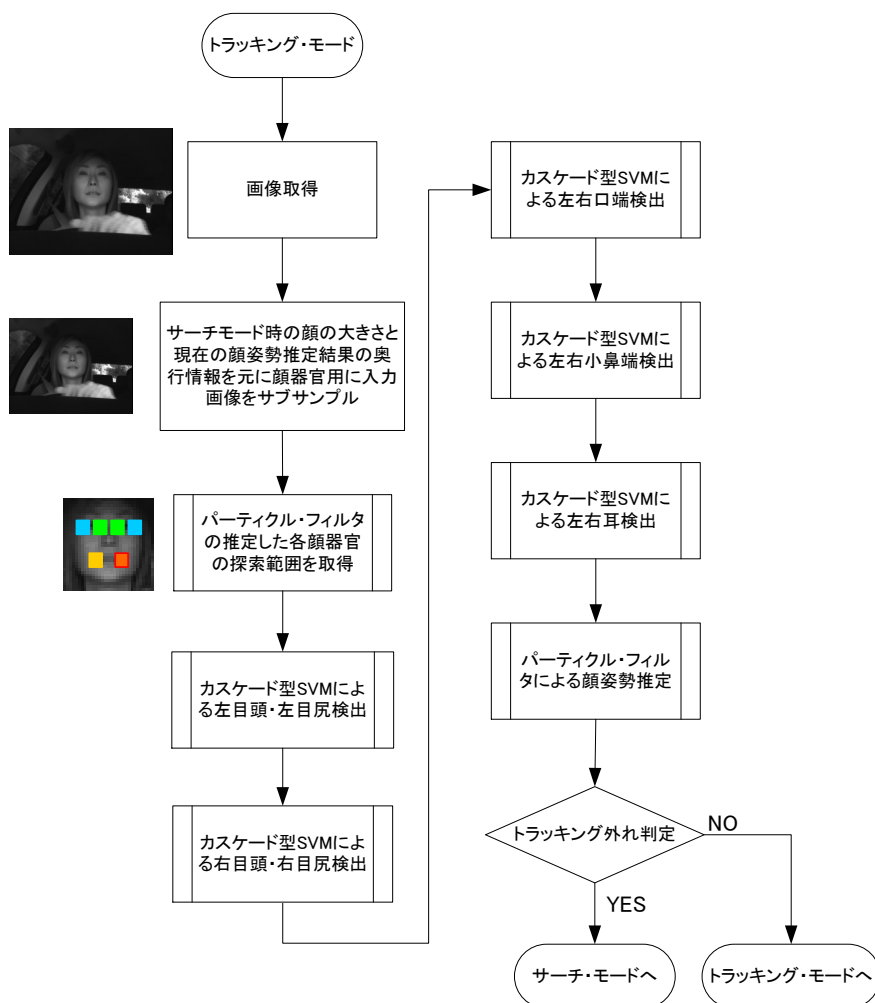 トラッキング・モード
画像取得
サーチモード時の顔の大きさと
現在の顔姿勢推定結果の奥
行情報を元に顔器官用に入力
画像をサブサンプル
パーティクル・フィルタ
の推定した各顔器官
の探索範囲を取得
カスケード型SVMによ
る左目頭・左目尻検出
カスケード型SVMによ
る右目頭・右目尻検出
カスケード型SVMに
よる左右口端検出
カスケード型SVMに
よる左右小鼻端検出
カスケード型SVMに
よる左右耳検出
パーティクル・フィル
タによる顔姿勢推定
トラッキング外れ判定
NO
YES
サーチ・モードへ
トラッキング・モードへ